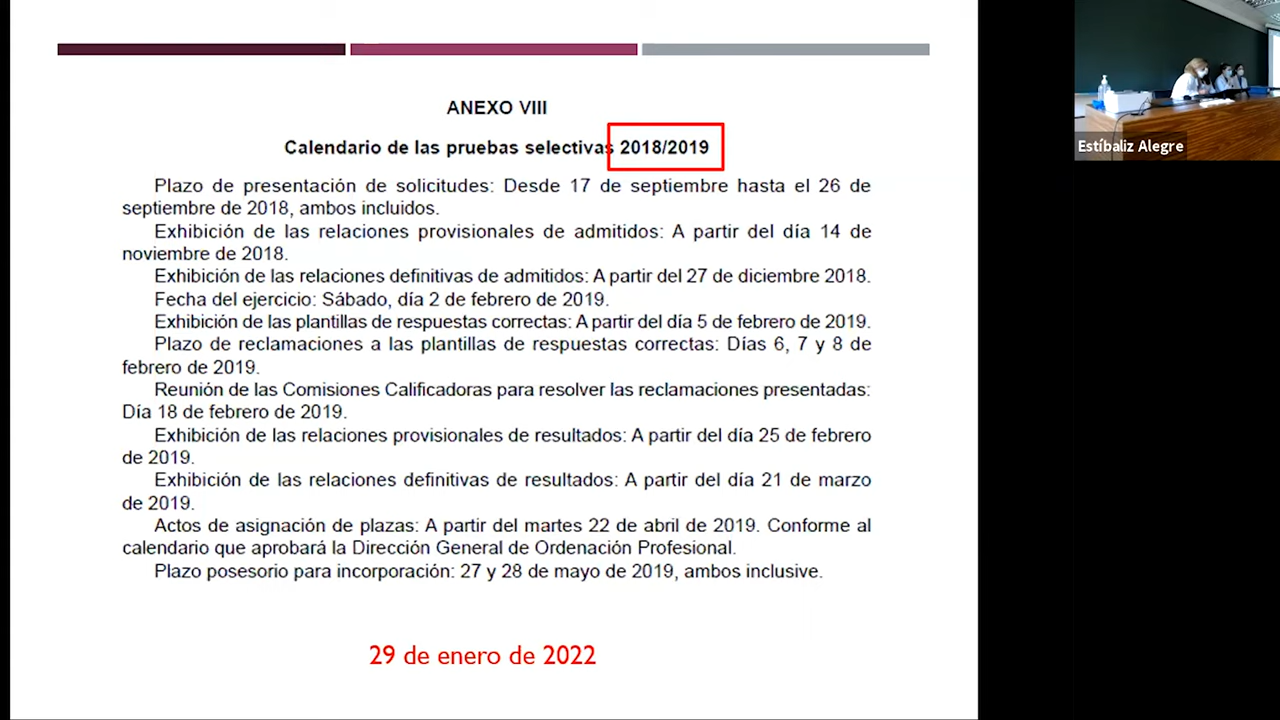 ANEXO VIII
Calendario de las pruebas selectivas 2018/2019
Plazo de presentación de solicitudes: Desde 17 de septiembre hasta el 26 de
septiembre de 2018, ambos incluidos.
Exhibición de las relaciones provisionales de admitidos: A partir del día 14 de
noviembre de 2018.
Exhibición de las relaciones definitivas de admitidos: A partir del 27 de diciembre 2018.
Fecha del ejercicio: Sábado, día 2 de febrero de 2019.
Exhibición de las plantillas de respuestas correctas: A partir del día 5 de febrero de 2019.
Plazo de reclamaciones a las plantillas de respuestas correctas: Días 6, 7 y 8 de
febrero de 2019.
Reunión de las Comisiones Calificadoras para resolver las reclamaciones presentadas:
Día 18 de febrero de 2019.
Exhibición de las relaciones provisionales de resultados: A partir del día 25 de febrero
de 2019.
Exhibición de las relaciones definitivas de resultados: A partir del día 21 de marzo
de 2019.
Actos de asignación de plazas: A partir del martes 22 de abril de 2019. Conforme al
calendario que aprobará la Dirección General de Ordenación Profesional.
Plazo posesorio para incorporación: 27 y 28 de mayo de 2019, ambos inclusive.
29 de enero de 2022
Estíbaliz Alegre